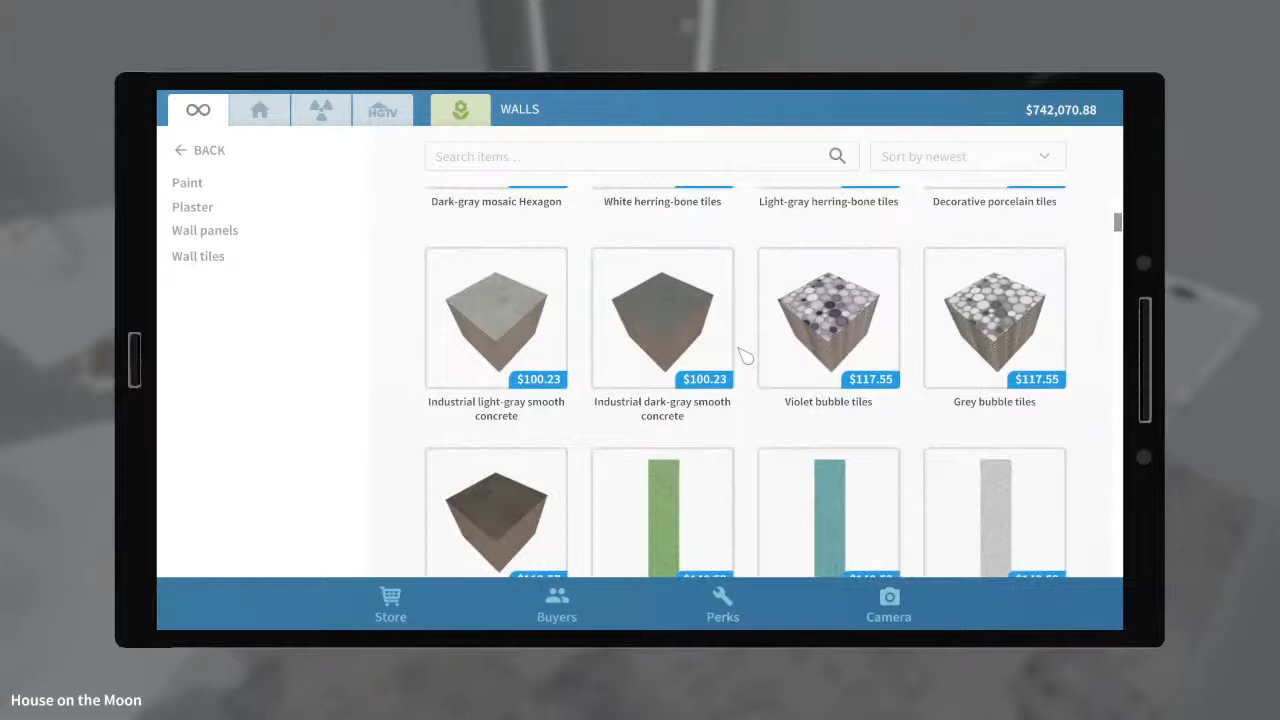 HGTV
WALLS
$742,070.88
BACK
Search items...
Sort by newest
Paint
Plaster
Wall panels
Wall tiles
Dark-gray mosaic Hexagon
White herring-bone tiles
Light-gray herring-bone tiles
Decorative porcelain tiles
$100.23
$100.23
$117.55
$117.55
Industrial light-gray smooth
concrete
Industrial dark-gray smooth
concrete
Violet bubble tiles
Grey bubble tiles
Store
Buyers
Perks
Camera
House on the Moon